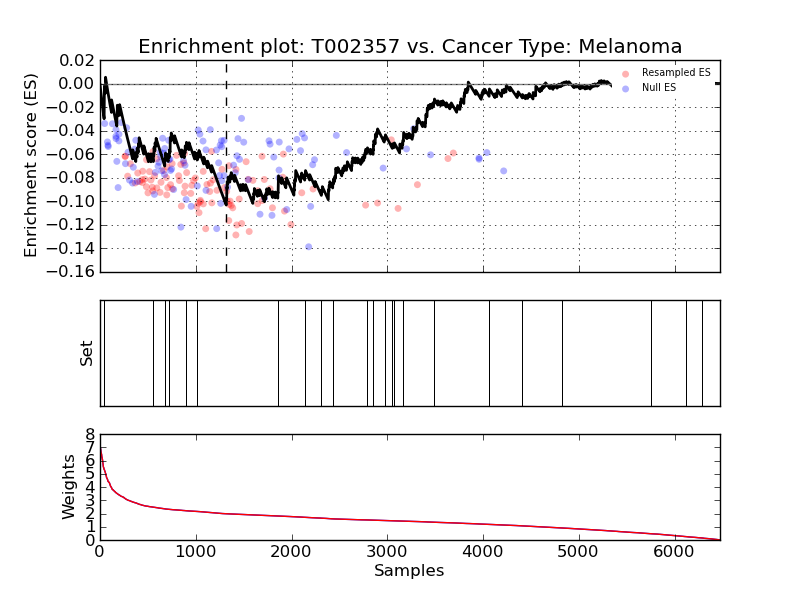 Enrichment plot: T002357 vs. Cancer Type: Melanoma
Enrichment score (ES)
0.02
0.00
−0.02
−0.04
−0.06
−0.08
−0.10
−0.12
−0.14
−0.16
Resampled ES
Null ES
Set
Weights
8
7
6
5
4
3
2
1
0
0 1000 2000 3000 4000 5000 6000
Samples